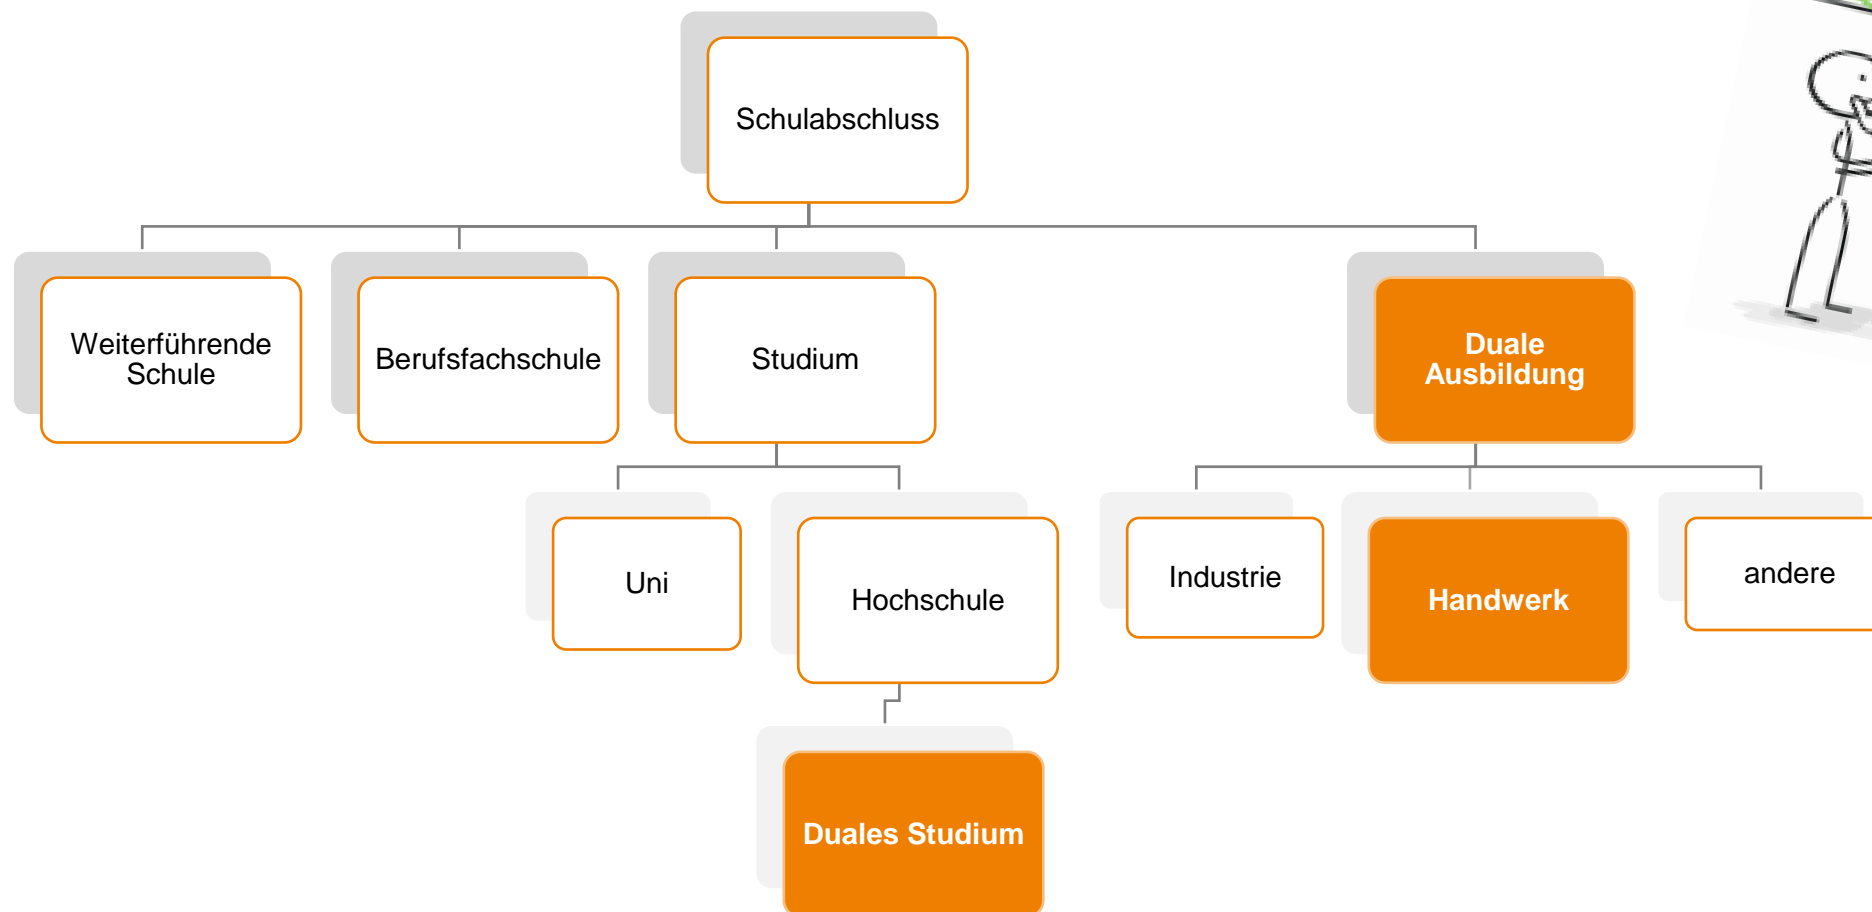 Schulabschluss
Weiterführende
Schule
Berufsfachschule
Studium
Duale
Ausbildung
Uni
Hochschule
Industrie
Handwerk
andere
Duales Studium